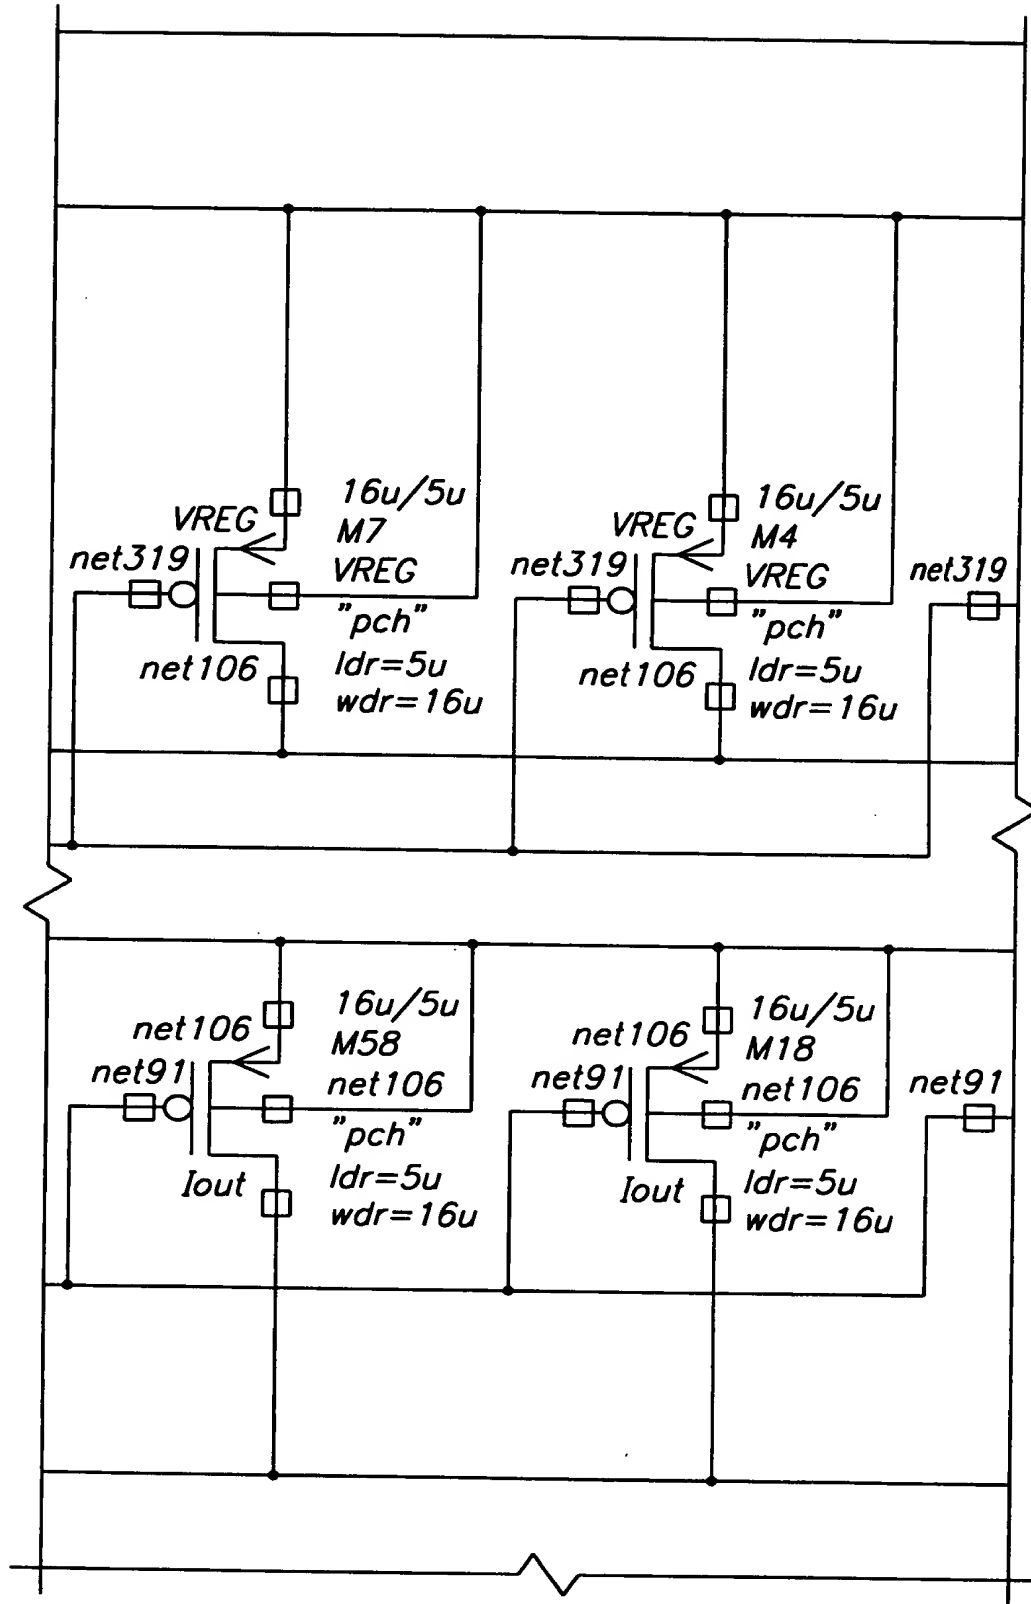 16u/5u
VREG
M7
net319
VREG
"pch"
net106
ldr=5u
wdr=16u
16u/5u
VREG
M4
net319
VREG
"pch"
net106
ldr=5u
wdr=16u
net319
16u/5u
net106
M58
net91
net106
"pch"
Iout
ldr=5u
wdr=16u
16u/5u
net106
M18
net91
net106
"pch"
Iout
ldr=5u
wdr=16u
net91